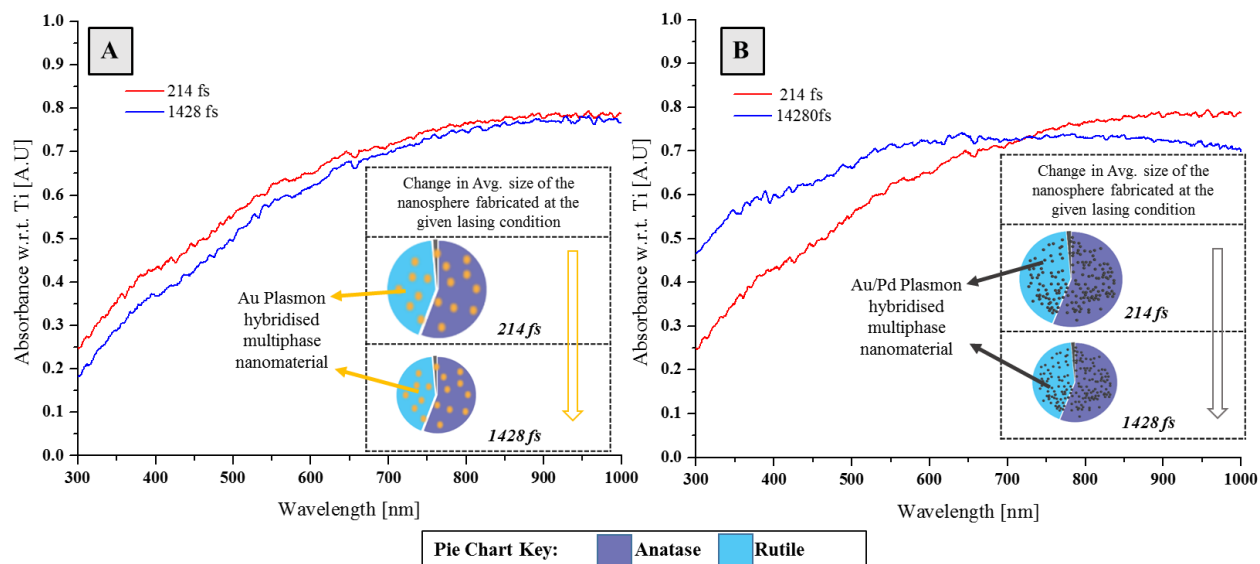 A
214 fs
1428 fs
Absorbance w.r.t. Ti [A.U]
1.0
0.9
0.8
0.7
0.6
0.5
0.4
0.3
0.2
0.1
0.0
300 400 500 600 700 800 900 1000
Wavelength [nm]
Change in Avg. size of the
nanosphere fabricated at the
given lasing condition
214 fs
1428 fs
Au Plasmon
hybridised
multiphase
nanomaterial
B
214 fs
14280fs
Absorbance w.r.t. Ti [A.U]
1.0
0.9
0.8
0.7
0.6
0.5
0.4
0.3
0.2
0.1
0.0
300 400 500 600 700 800 900 1000
Wavelength [nm]
Change in Avg. size of the
nanosphere fabricated at the
given lasing condition
214 fs
1428 fs
Au/Pd Plasmon
hybridised
multiphase
nanomaterial
Pie Chart Key: Anatase Rutile